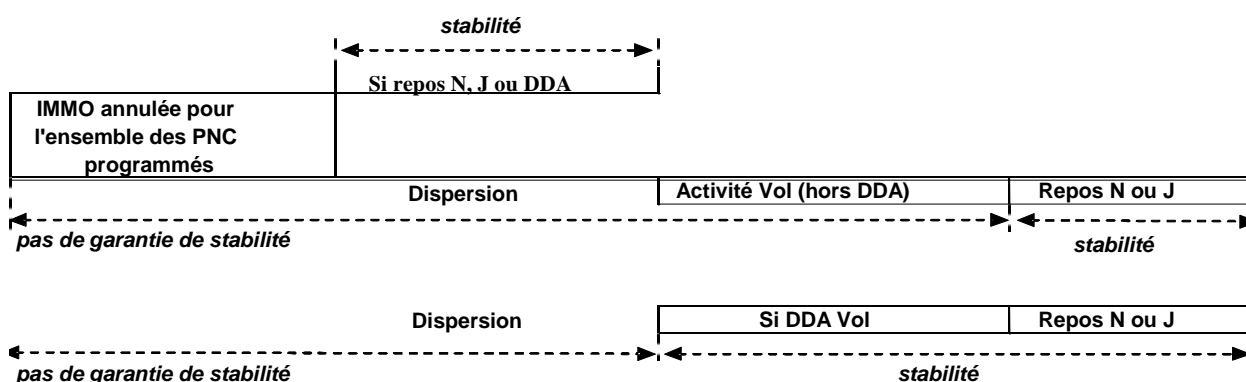 stabilité
Si repos N, J ou DDA
IMMO annulée pour
l'ensemble des PNC
programmés
Dispersion Activité Vol (hors DDA) Repos N ou J
pas de garantie de stabilité
stabilité
Dispersion Si DDA Vol Repos N ou J
pas de garantie de stabilité stabilité